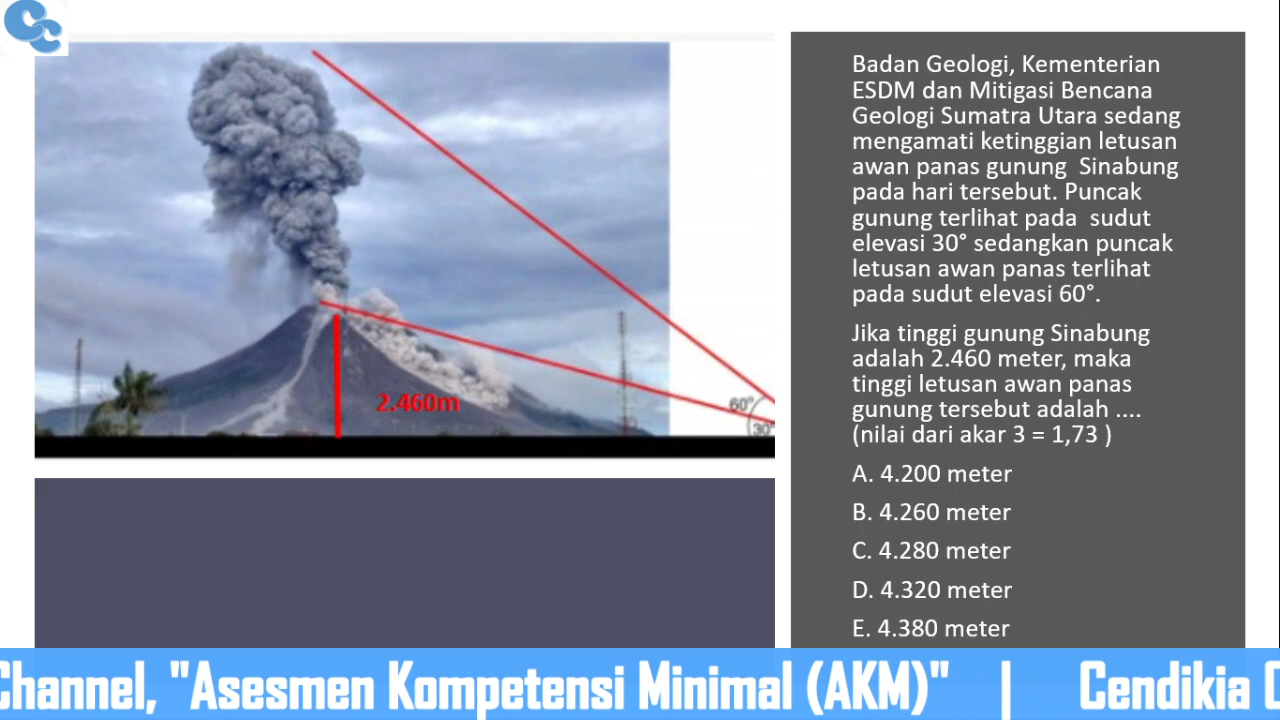 CC
Badan Geologi, Kementerian
ESDM dan Mitigasi Bencana
Geologi Sumatra Utara sedang
mengamati ketinggian letusan
awan panas gunung Sinabung
pada hari tersebut. Puncak
gunung terlihat pada sudut
elevasi 30° sedangkan puncak
letusan awan panas terlihat
pada sudut elevasi 60°.
Jika tinggi gunung Sinabung
adalah 2.460 meter, maka
tinggi letusan awan panas
gunung tersebut adalah ....
(nilai dari akar 3 = 1,73 )
A. 4.200 meter
B. 4.260 meter
C. 4.280 meter
D. 4.320 meter
E. 4.380 meter
2.460m
60°
30°
Channel, "Asesmen Kompetensi Minimal (AKM)" | Cendikia C